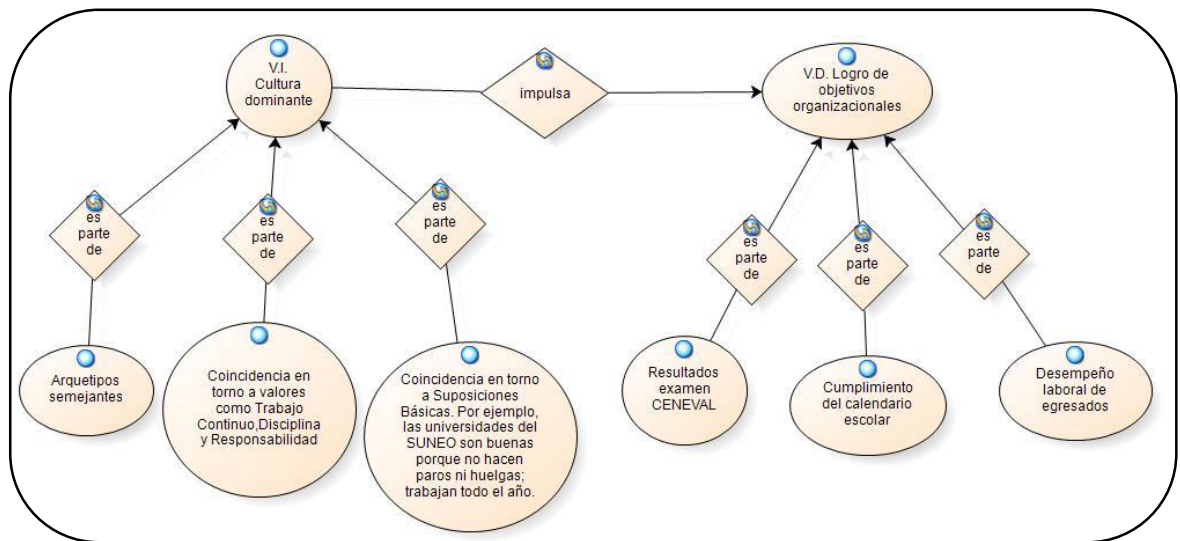 V.I.
Cultura
dominante
impulsa
V.D. Logro de
objetivos
organizacionales
es
parte
de
es
parte
de
es
parte
de
es
parte
de
es
parte
de
es
parte
de
Arquetipos
semejantes
Coincidencia en
torno a valores
como Trabajo
Continuo,Disciplina
y Responsabilidad
Coincidencia en torno
a Suposiciones
Básicas. Por ejemplo,
las universidades del
SUNEO son buenas
porque no hacen
paros ni huelgas;
trabajan todo el año.
Resultados
examen
CENEVAL
Cumplimiento
del calendario
escolar
Desempeño
laboral de
egresados